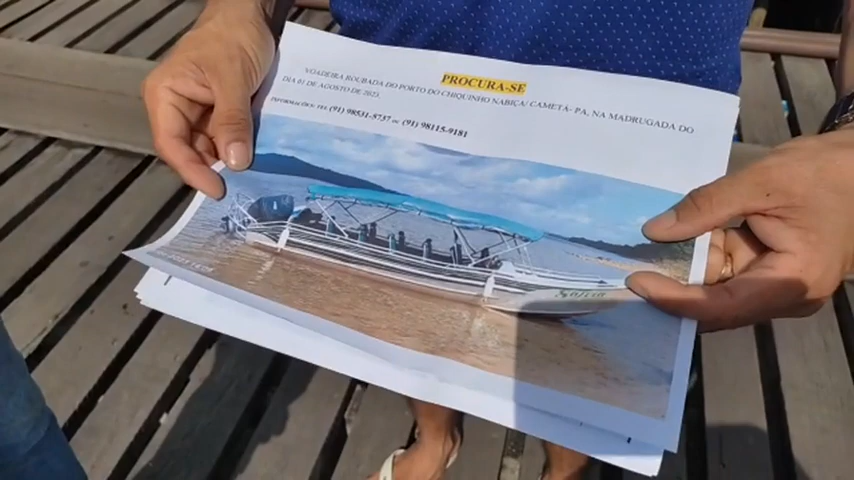 PROCURA-SE
VOADEIRA ROUBADA DO PORTO DO CHIQUINHO NABIÇA/ CAMETÁ- PA, NA MADRUGADA DO
DIA 01 DE AGOSTO DE 2023.
INFORMAÇÕES: TEL (91) 98531-8737 OU (91) 98115-9181